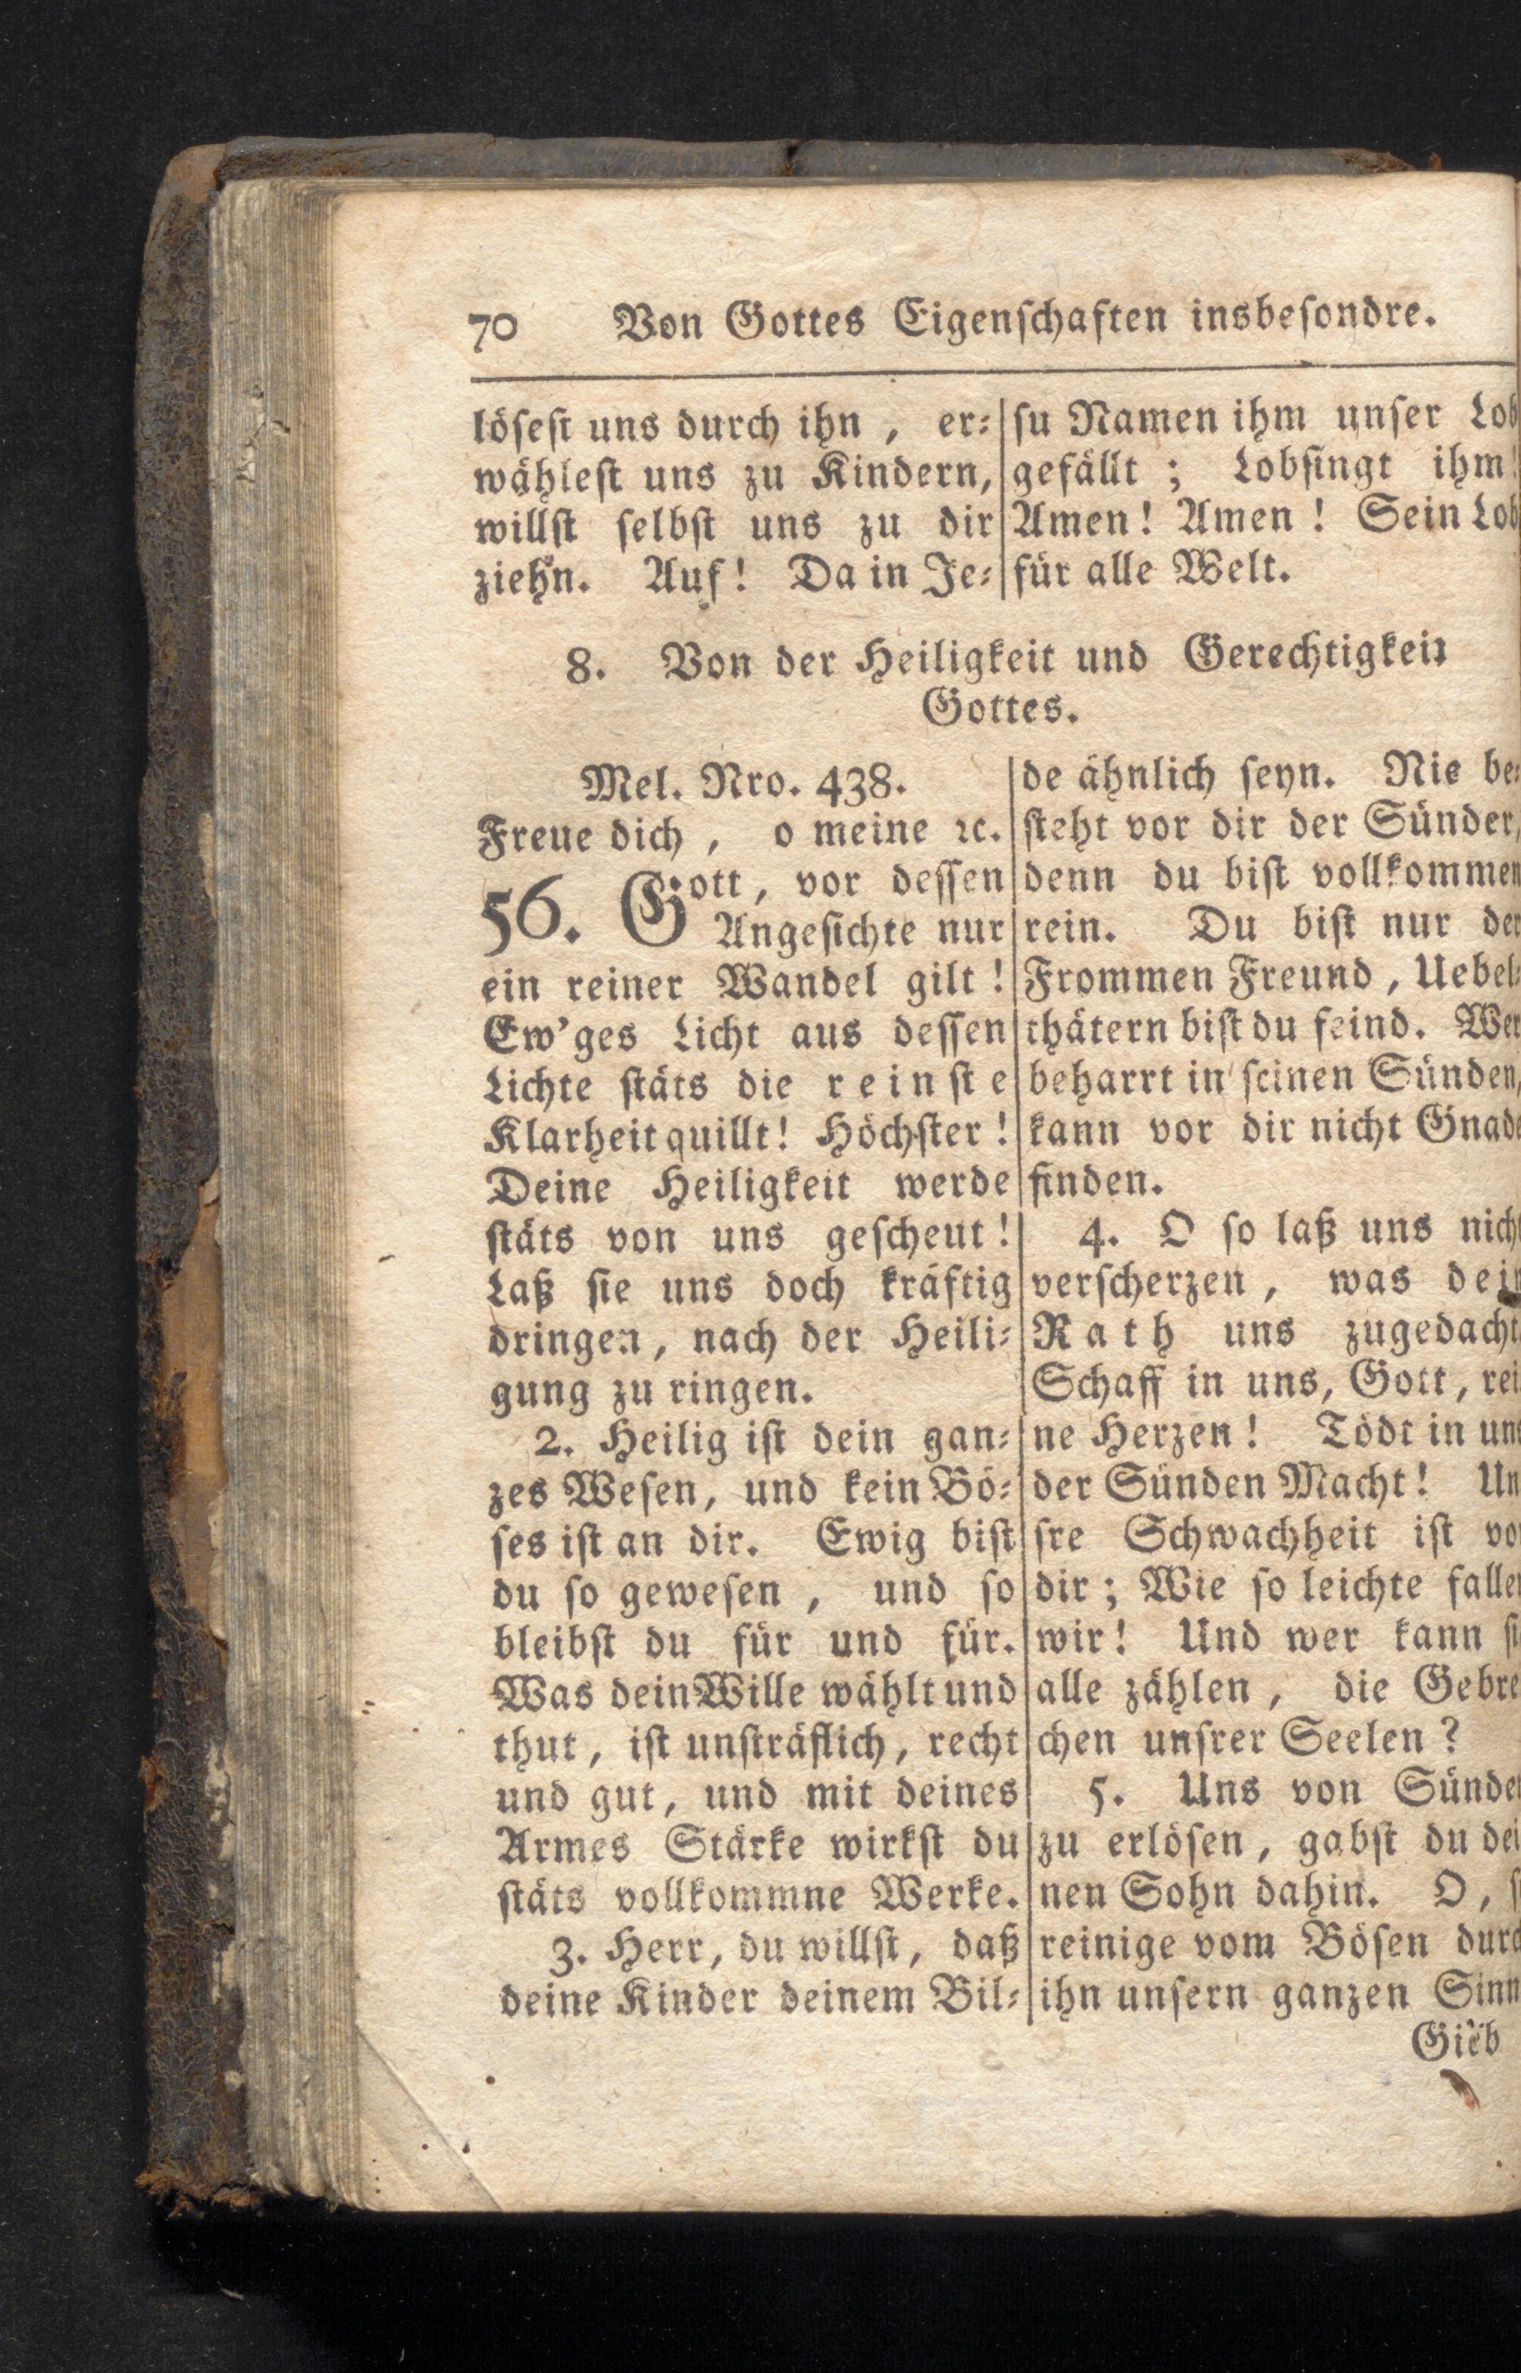 70 Von Gottes Eigenschaften insbesondre.
lösest uns durch ihn, er-
wählest uns zu Kindern,
willst selbst uns zu dir
ziehn. Auf! Da in Je-
su Namen ihm unser Lob
gefällt; Lobsingt ihm!
Amen! Amen! Sein Lob
für alle Welt.
8. Von der Heiligkeit und Gerechtigkeit
Gottes.
Mel. Nro. 438.
Freue dich, o meine ꝛc.
56. Gott, vor dessen
Angesichte nur
ein reiner Wandel gilt!
Ew'ges Licht aus dessen
Lichte stäts die reinste
Klarheit quillt! Höchster!
Deine Heiligkeit werde
stäts von uns gescheut!
Laß sie uns doch kräftig
dringen, nach der Heili-
gung zu ringen.
2. Heilig ist dein gan-
zes Wesen, und kein Bö-
ses ist an dir. Ewig bist
du so gewesen, und so
bleibst du für und für.
Was dein Wille wählt und
thut, ist unsträflich, recht
und gut, und mit deines
Armes Stärke wirkst du
stäts vollkommne Werke.
3. Herr, du willst, daß
deine Kinder deinem Bil-
de ähnlich seyn. Nie be-
steht vor dir der Sünder,
denn du bist vollkommen
rein. Du bist nur der
Frommen Freund, Uebel-
thätern bist du feind. Wer
beharrt in seinen Sünden,
kann vor dir nicht Gnade
finden.
4. O so laß uns nicht
verscherzen, was dein
Rath uns zugedacht
Schaff in uns, Gott, rei
ne Herzen! Tödt in uns
der Sünden Macht! Un
sre Schwachheit ist vor
dir; Wie so leichte fallen
wir! Und wer kann si
alle zählen, die Gebre
chen unsrer Seelen?
5. Uns von Sünden
zu erlösen, gabst du dei
nen Sohn dahin. O,
reinige vom Bösen durch
ihn unsern ganzen Sinn
Gieb